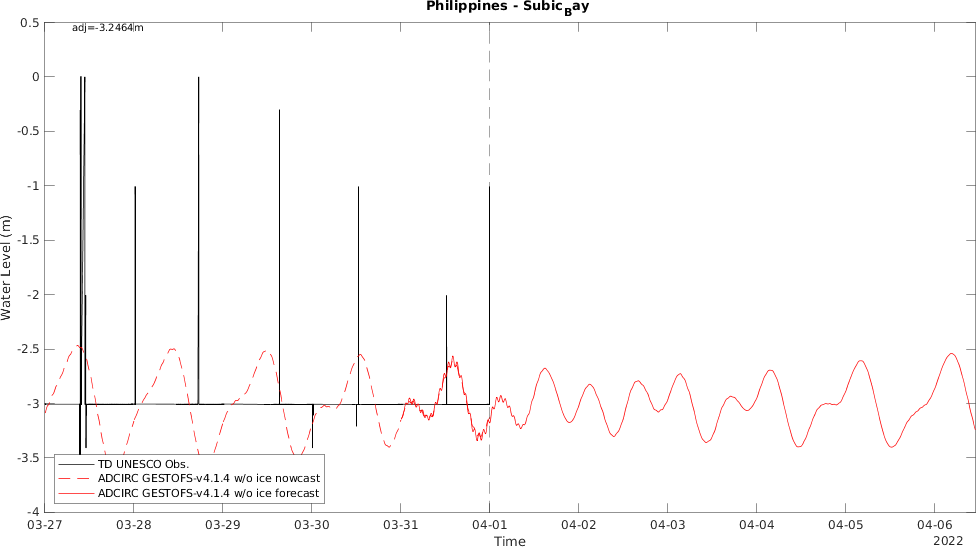 Philippines - Subic_Bay
adj=-3.2464m
0.5
0
-0.5
-1
-1.5
-2
-2.5
-3
-3.5
-4
Water Level (m)
TD UNESCO Obs.
ADCIRC GESTOFS-v4.1.4 w/o ice nowcast
ADCIRC GESTOFS-v4.1.4 w/o ice forecast
03-27 03-28 03-29 03-30 03-31 04-01 04-02 04-03 04-04 04-05 04-06
Time
2022